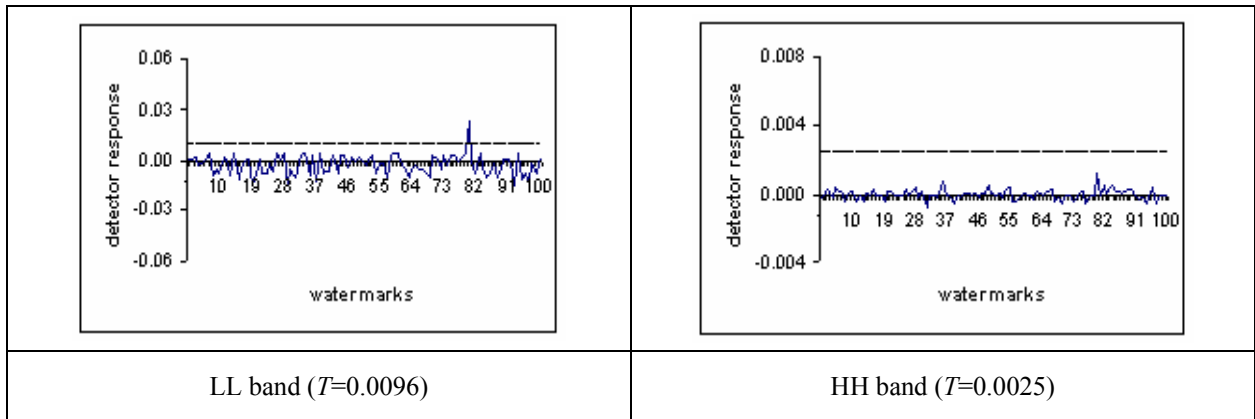 0.06
0.03
0.00
-0.03
-0.06
detector response
10 19 28 37 46 55 64 73 82 91 100
watermarks
0.008
0.004
0.000
-0.004
detector response
10 19 28 37 46 55 64 73 82 91 100
watermarks
LL band (T=0.0096)
HH band (T=0.0025)